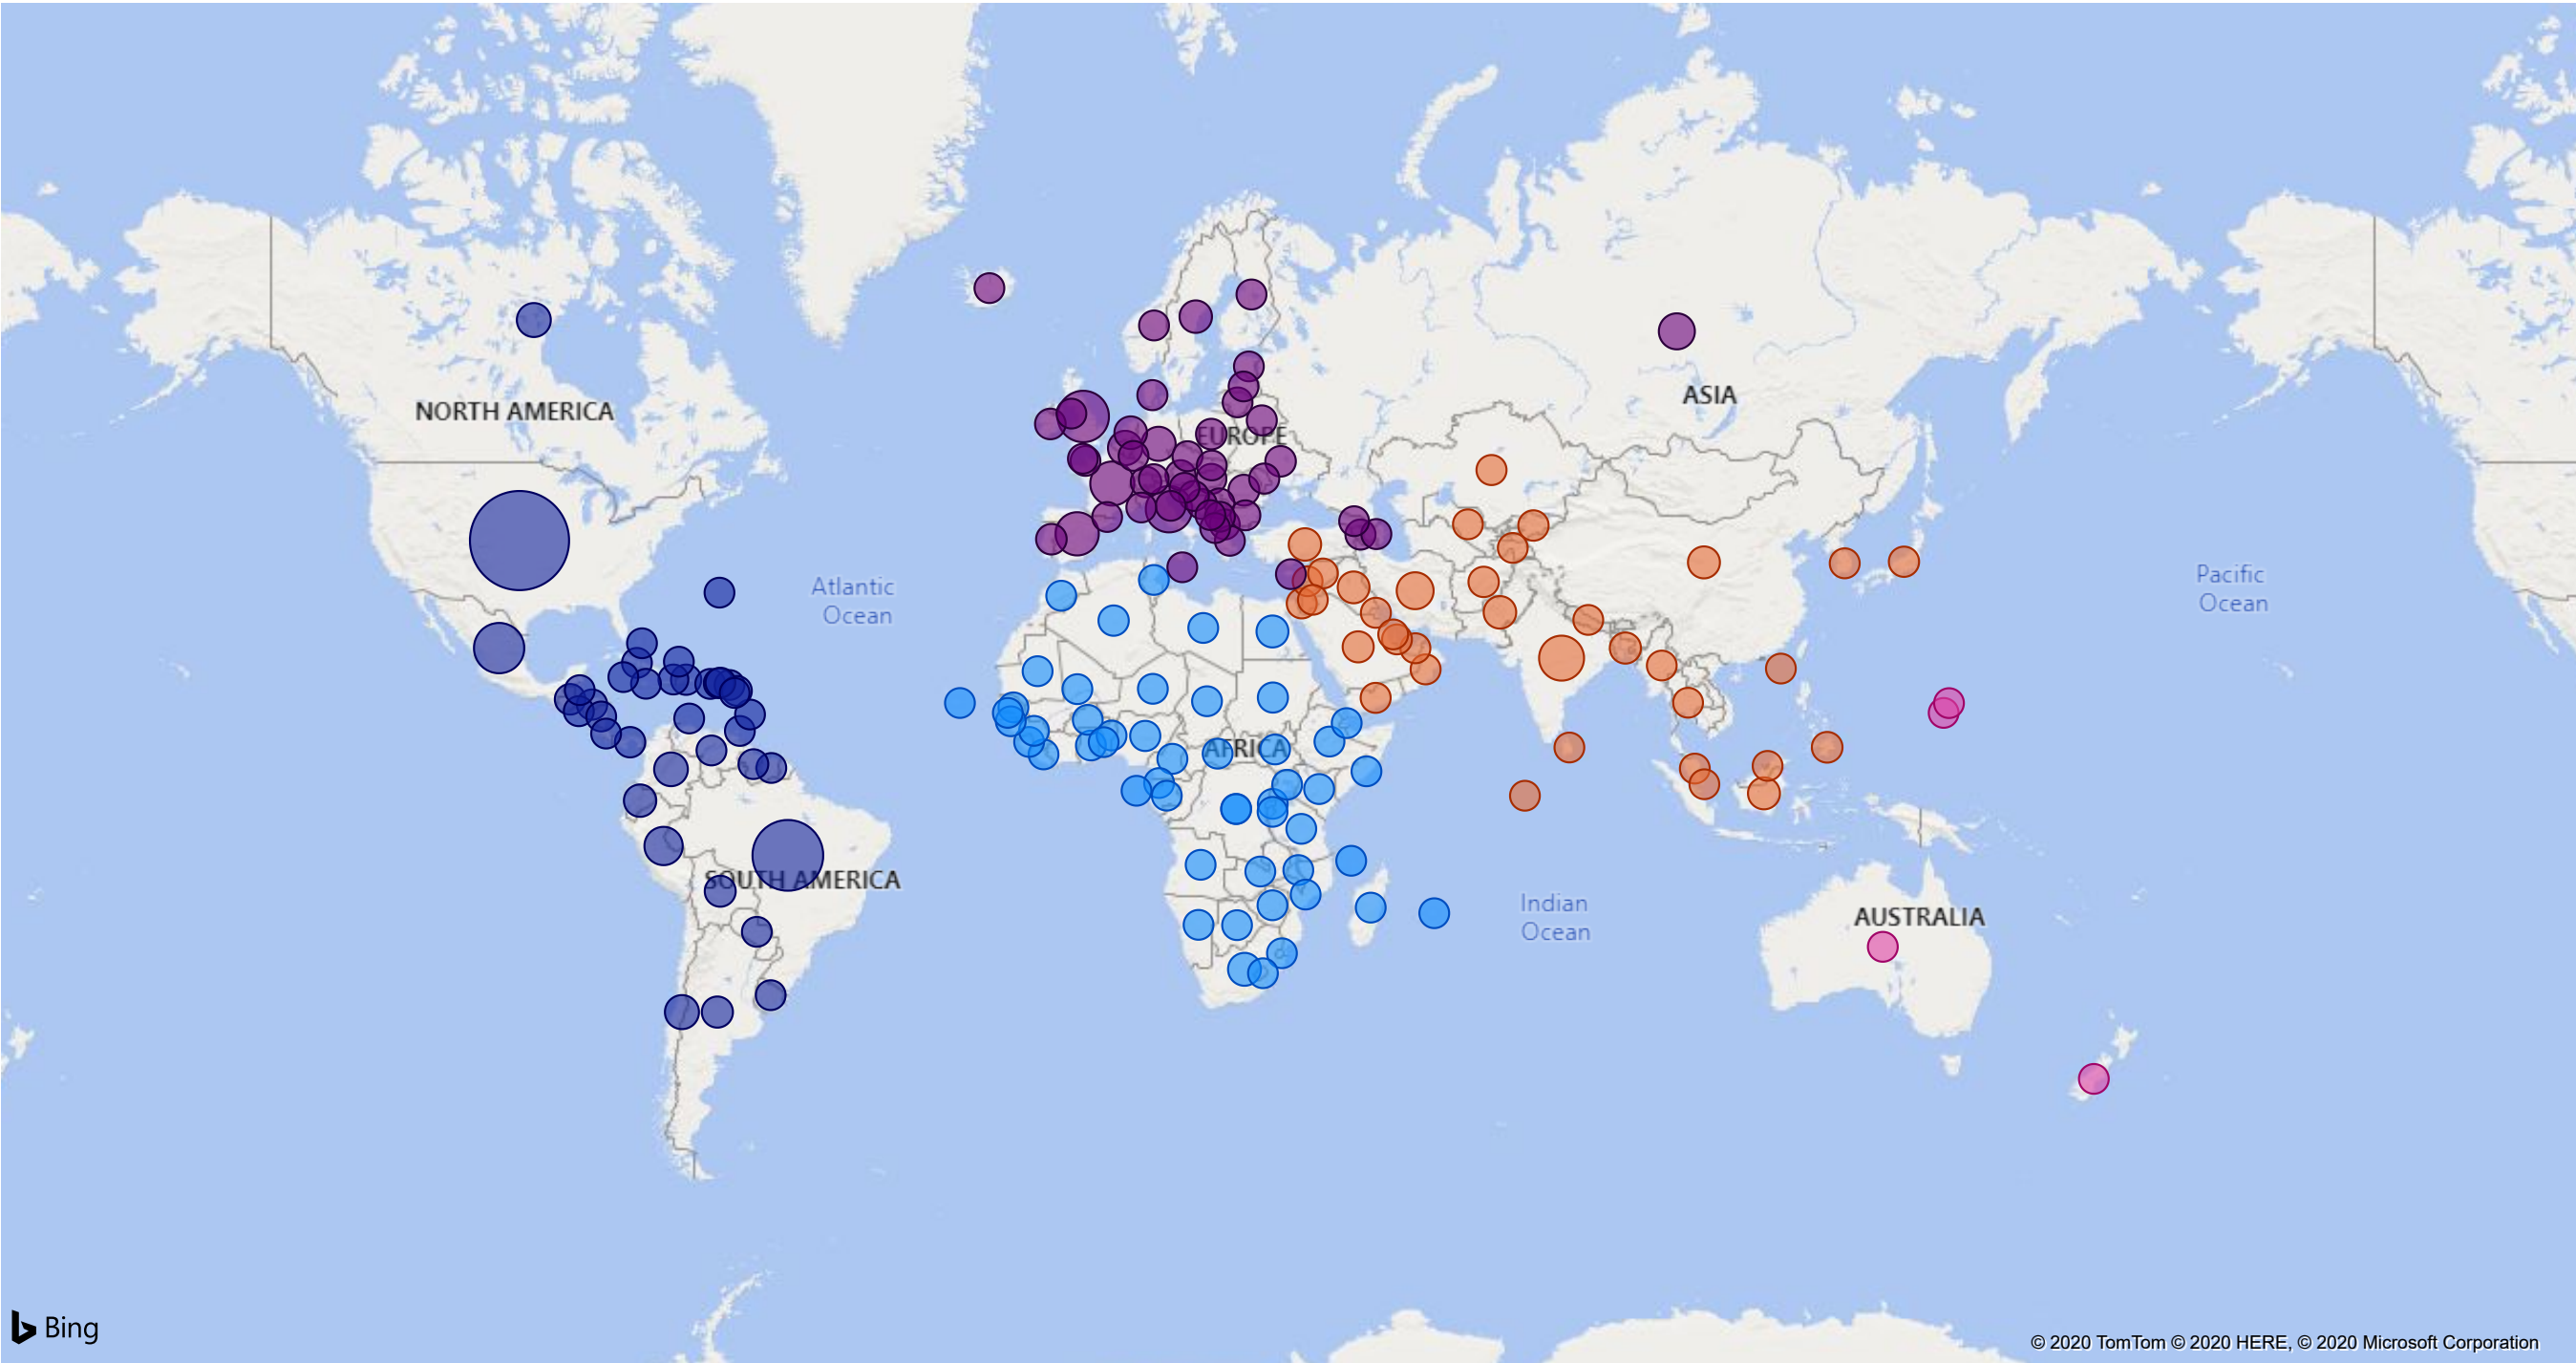 ASIA
NORTH AMERICA
EUROPE
Atlantic
Ocean
Pacific
Ocean
AFRICA
SOUTH AMERICA
Indian
Ocean
AUSTRALIA
Bing
© 2020 TomTom © 2020 HERE, © 2020 Microsoft Corporation